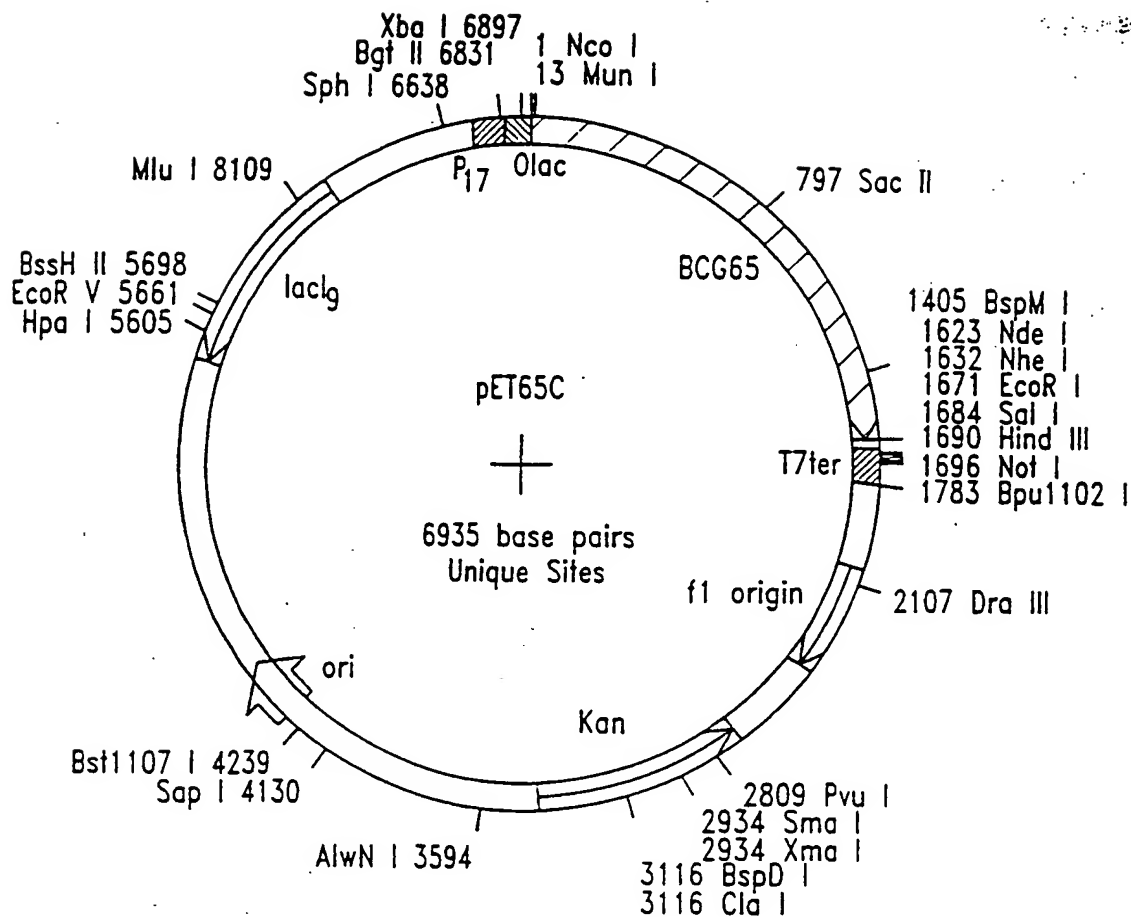 Xba I 6897
Bgt II 6831
Sph I 6638
1 Nco I
13 Mun I
Mlu I 8109
P17
Olac
797 Sac II
BssH II 5698
EcoR V 5661
Hpa I 5605
lacIg
BCG65
1405 BspM I
1623 Nde I
1632 Nhe I
1671 EcoR I
1684 Sal I
1690 Hind III
1696 Not I
1783 Bpu1102 I
pET65C
T7ter
6935 base pairs
Unique Sites
f1 origin
2107 Dra III
ori
Kan
Bst1107 I 4239
Sap I 4130
AlwN I 3594
2809 Pvu I
2934 Sma I
2934 Xma I
3116 BspD I
3116 Cla I